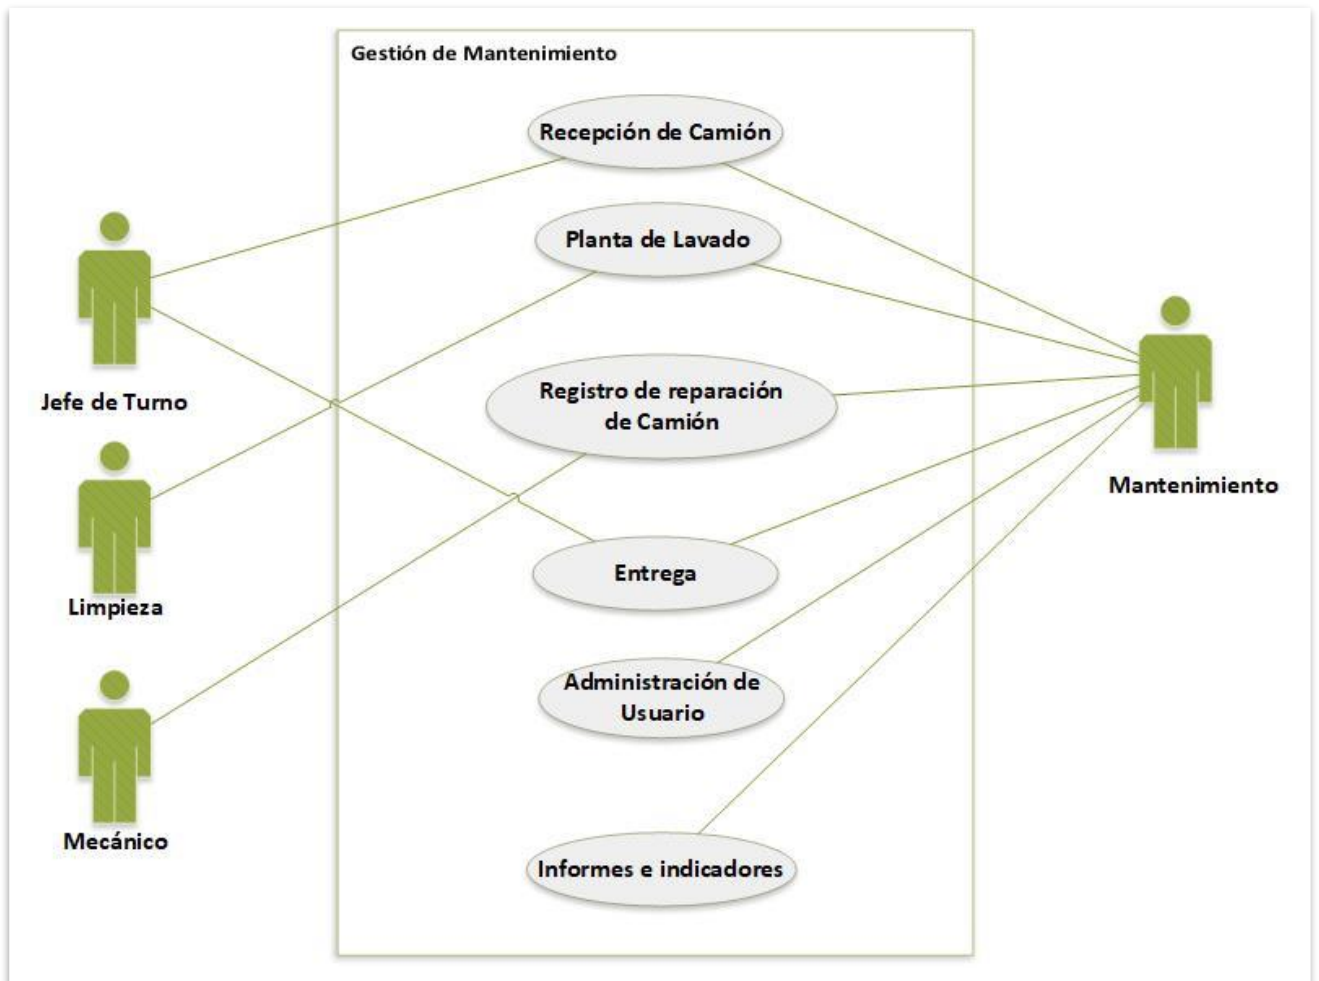 Gestión de Mantenimiento
Recepción de Camión
Planta de Lavado
Jefe de Turno
Registro de reparación
de Camión
Mantenimiento
Limpieza
Entrega
Administración de
Usuario
Mecánico
Informes e indicadores